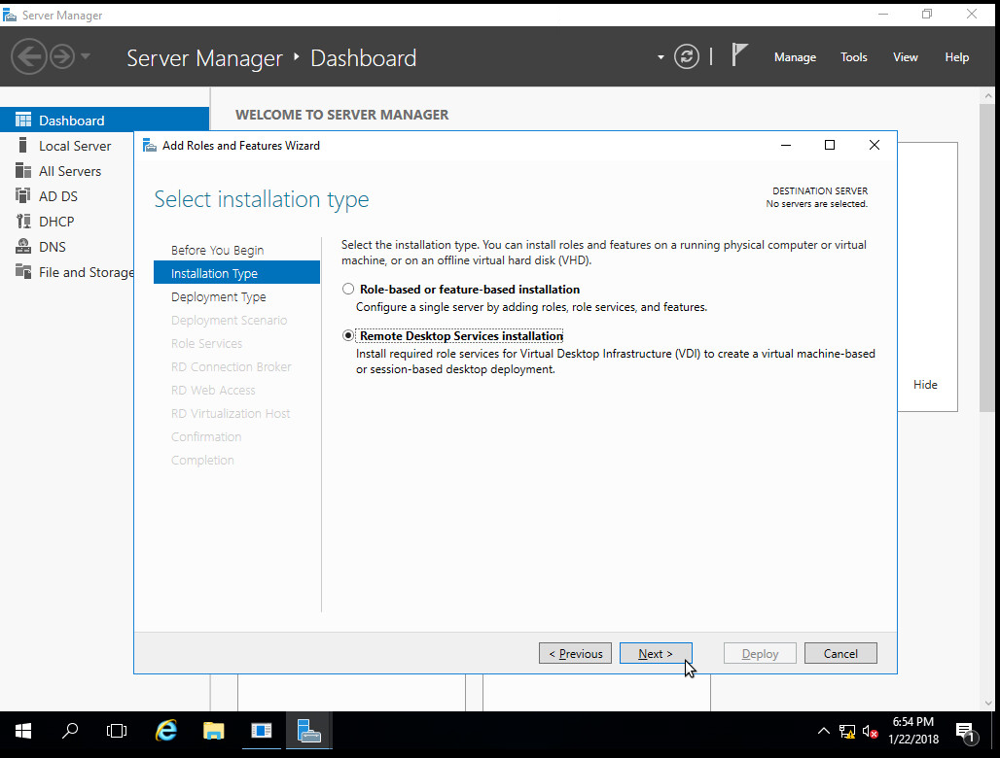 Server Manager
Server Manager ‣ Dashboard
Manage Tools View Help
Dashboard
Local Server
All Servers
AD DS
DHCP
DNS
File and Storage
WELCOME TO SERVER MANAGER
Hide
Add Roles and Features Wizard
Select installation type
DESTINATION SERVER
No servers are selected.
Before You Begin
Installation Type
Deployment Type
Deployment Scenario
Role Services
RD Connection Broker
RD Web Access
RD Virtualization Host
Confirmation
Completion
Select the installation type. You can install roles and features on a running physical computer or virtual
machine, or on an offline virtual hard disk (VHD).
Role-based or feature-based installation
Configure a single server by adding roles, role services, and features.
Remote Desktop Services installation
Install required role services for Virtual Desktop Infrastructure (VDI) to create a virtual machine-based
or session-based desktop deployment.
< Previous Next > Deploy Cancel
6:54 PM
1/22/2018
1